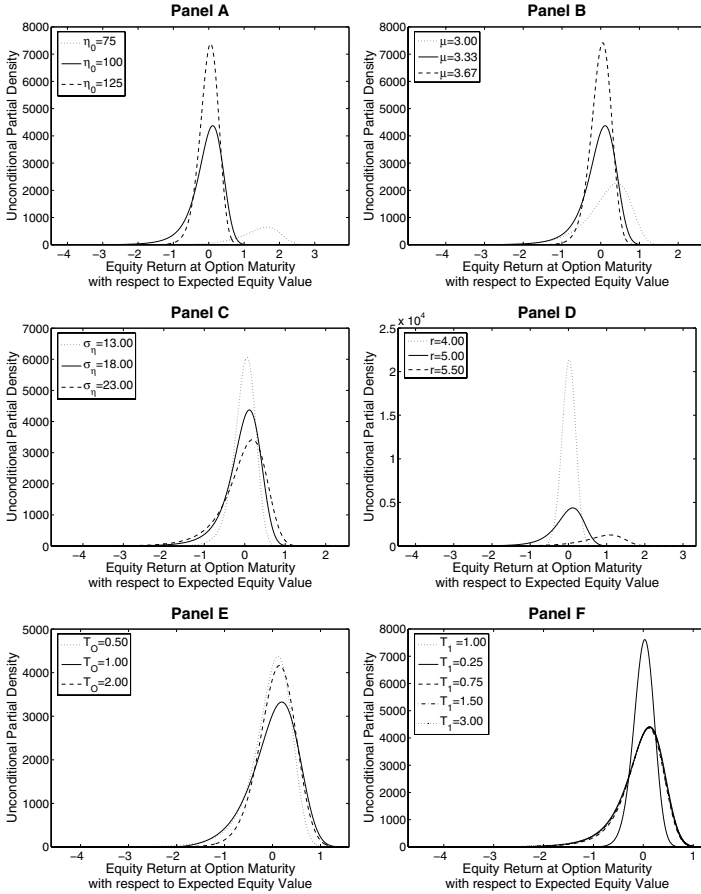 Panel A
Unconditional Partial Density
8000
7000
6000
5000
4000
3000
2000
1000
0
η0=75
η0=100
η0=125
−4 −3 −2 −1 0 1 2 3
Equity Return at Option Maturity
with respect to Expected Equity Value
Panel B
Unconditional Partial Density
8000
7000
6000
5000
4000
3000
2000
1000
0
μ=3.00
μ=3.33
μ=3.67
−4 −3 −2 −1 0 1 2
Equity Return at Option Maturity
with respect to Expected Equity Value
Panel C
Unconditional Partial Density
7000
6000
5000
4000
3000
2000
1000
0
ση=13.00
ση=18.00
ση=23.00
−4 −3 −2 −1 0 1 2
Equity Return at Option Maturity
with respect to Expected Equity Value
Panel D
x 10^4
Unconditional Partial Density
2.5
2
1.5
1
0.5
0
r=4.00
r=5.00
r=5.50
−4 −3 −2 −1 0 1 2 3
Equity Return at Option Maturity
with respect to Expected Equity Value
Panel E
Unconditional Partial Density
5000
4000
3000
2000
1000
0
TO=0.50
TO=1.00
TO=2.00
−4 −3 −2 −1 0 1
Equity Return at Option Maturity
with respect to Expected Equity Value
Panel F
Unconditional Partial Density
8000
7000
6000
5000
4000
3000
2000
1000
0
T1=1.00
T1=0.25
T1=0.75
T1=1.50
T1=3.00
−4 −3 −2 −1 0 1
Equity Return at Option Maturity
with respect to Expected Equity Value